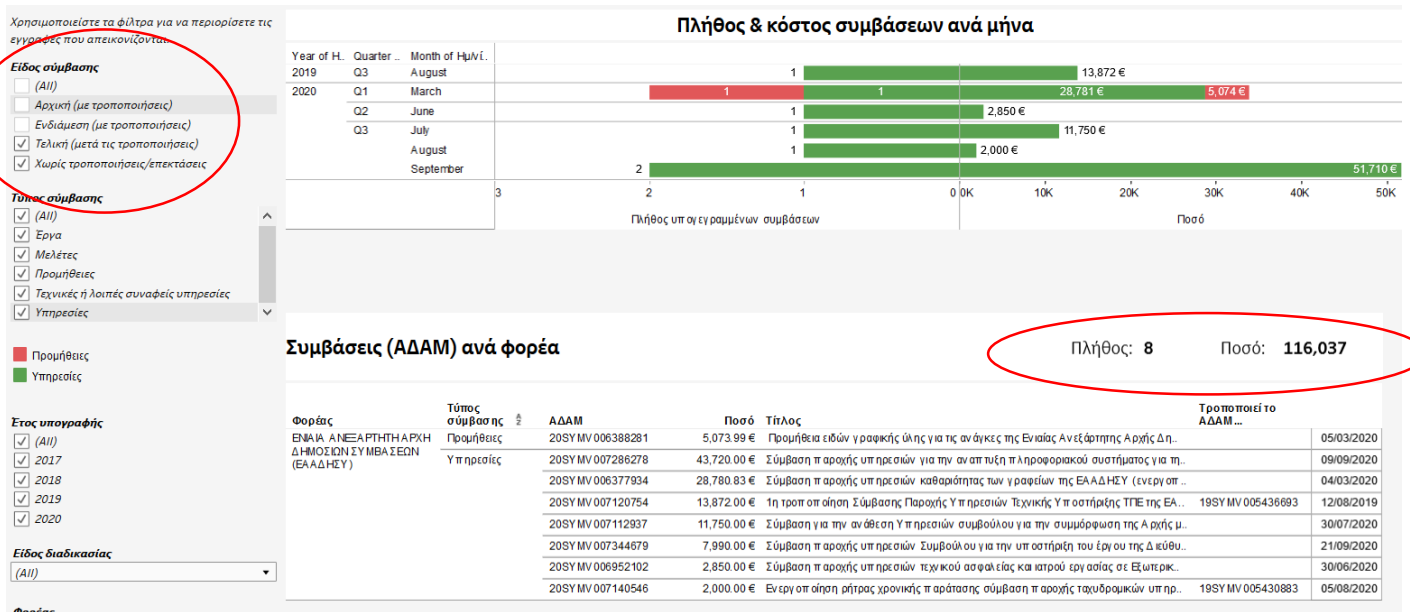 Χρησιμοποιείστε τα φίλτρα για να περιορίσετε τις
εγγραφές που απεικονίζονται.
Είδος σύμβασης
(All)
Αρχική (με τροποποιήσεις)
Ενδιάμεση (με τροποποιήσεις)
Τελική (μετά τις τροποποιήσεις)
Χωρίς τροποποιήσεις/επεκτάσεις
Τύπος σύμβασης
(All)
Έργα
Μελέτες
Προμήθειες
Τεχνικές ή λοιπές συναφείς υπηρεσίες
Υπηρεσίες
Προμήθειες
Υπηρεσίες
Έτος υπογραφής
(All)
2017
2018
2019
2020
Είδος διαδικασίας
(All)
Φορέας
Πλήθος & κόστος συμβάσεων ανά μήνα
Year of H.. Quarter .. Month of Ημ/νί..
2019 Q3 August 1 13,872 €
2020 Q1 March 1 1 28,781 € 5,074 €
Q2 June 1 2,850 €
Q3 July 1 11,750 €
August 1 2,000 €
September 2 51,710 €
3 2 1 0 0K 10K 20K 30K 40K 50K
Πλήθος υπογεγραμμένων συμβάσεων Ποσό
Συμβάσεις (ΑΔΑΜ) ανά φορέα Πλήθος: 8 Ποσό: 116,037
Φορέας Τύπος σύμβασης ΑΔΑΜ Ποσό Τίτλος Τροποποιεί το ΑΔΑΜ...
ΕΝΙΑΙΑ ΑΝΕΞΑΡΤΗΤΗ ΑΡΧΗ
ΔΗΜΟΣΙΩΝ ΣΥΜΒΑΣΕΩΝ
(ΕΑΑΔΗΣΥ)
Προμήθειες 20SYMV006388281 5,073.99 € Προμήθεια ειδών γραφικής ύλης για τις ανάγκες της Ενιαίας Ανεξάρτητης Αρχής Δη.. 05/03/2020
Υπηρεσίες 20SYMV007286278 43,720.00 € Σύμβαση παροχής υπηρεσιών για την αναπτυξη πληροφοριακού συστήματος για τη.. 09/09/2020
20SYMV006377934 28,780.83 € Σύμβαση παροχής υπηρεσιών καθαριότητας των γραφείων της ΕΑΑΔΗΣΥ (ενεργοπ.. 04/03/2020
20SYMV007120754 13,872.00 € 1η τροποποίηση Σύμβασης Παροχής Υπηρεσιών Τεχνικής Υποστήριξης ΤΠΕ της ΕΑ.. 19SYMV005436693 12/08/2019
20SYMV007112937 11,750.00 € Σύμβαση για την ανάθεση Υπηρεσιών συμβούλου για την συμμόρφωση της Αρχής μ.. 30/07/2020
20SYMV007344679 7,990.00 € Σύμβαση παροχής υπηρεσιών Συμβούλου για την υποστήριξη του έργου της Διεύθυ.. 21/09/2020
20SYMV006952102 2,850.00 € Σύμβαση παροχής υπηρεσιών τεχνικού ασφαλείας και ιατρού εργασίας σε Εξωτερικ.. 30/06/2020
20SYMV007140546 2,000.00 € Ενεργοποίηση ρήτρας χρονικής παράτασης σύμβαση παροχής ταχυδρομικών υπηρ.. 19SYMV005430883 05/08/2020